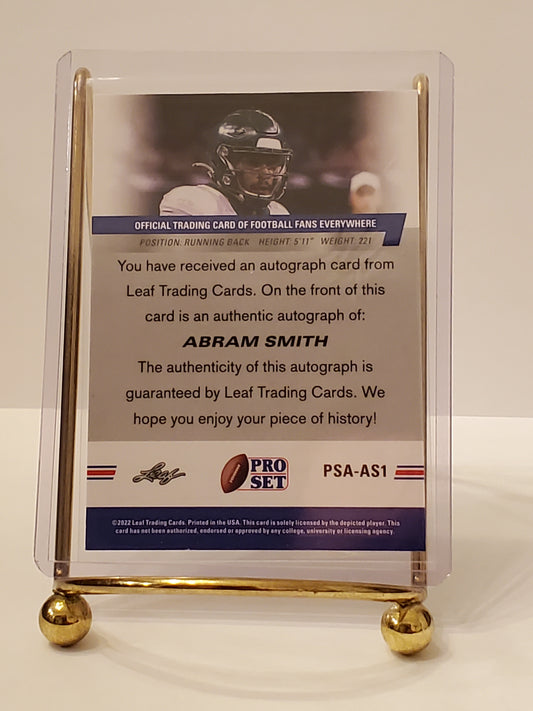 OFFICIAL TRADING CARD OF FOOTBALL FANS EVERYWHERE
POSITION: RUNNING BACK HEIGHT: 5'11" WEIGHT: 221
You have received an autograph card from
Leaf Trading Cards. On the front of this
card is an authentic autograph of:
ABRAM SMITH
The authenticity of this autograph is
guaranteed by Leaf Trading Cards. We
hope you enjoy your piece of history!
Leaf
PRO
SET
PSA-AS1
©2022 Leaf Trading Cards. Printed in the USA. This card is solely licensed by the depicted player. This
card has not been authorized, endorsed or approved by any college, university or licensing agency.